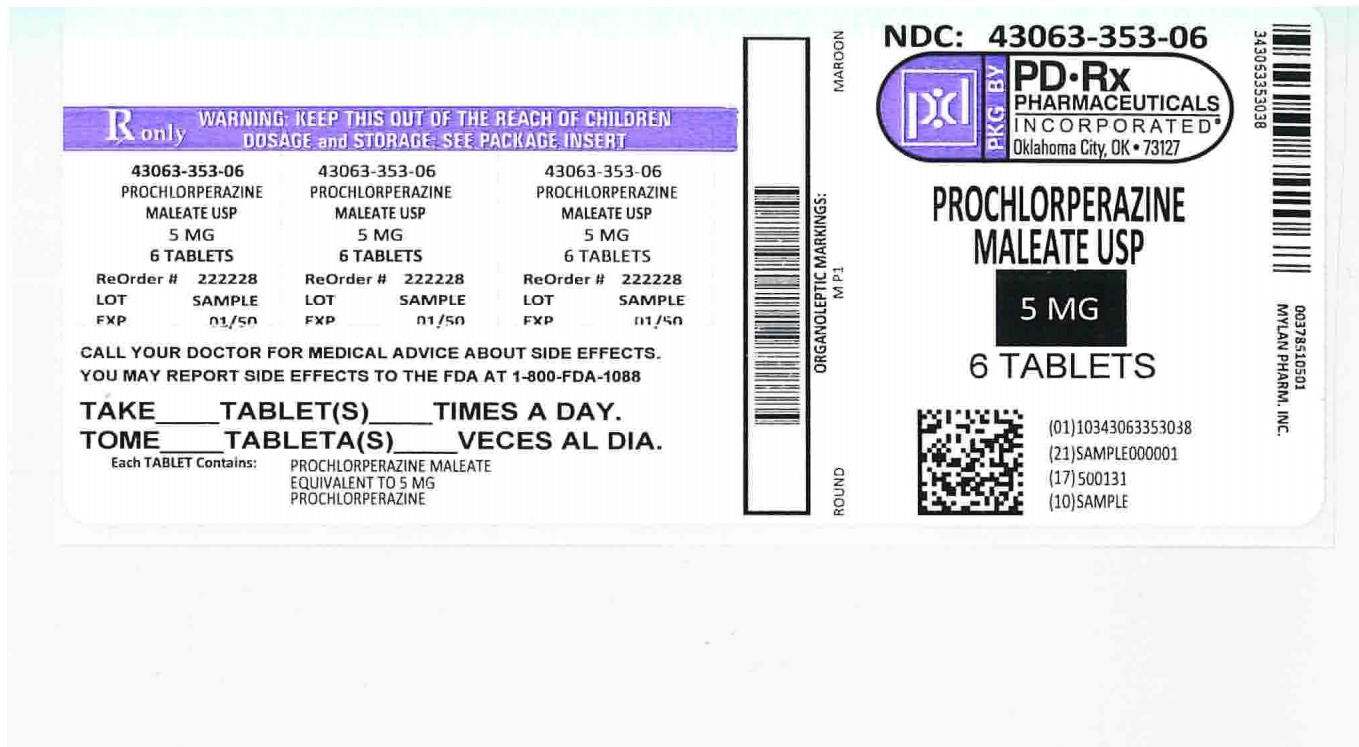 Rx only
WARNING: KEEP THIS OUT OF THE REACH OF CHILDREN
DOSAGE and STORAGE: SEE PACKAGE INSERT
43063-353-06
PROCHLORPERAZINE
MALEATE USP
5 MG
6 TABLETS
ReOrder # 222228
LOT SAMPLE
EXP 01/50
43063-353-06
PROCHLORPERAZINE
MALEATE USP
5 MG
6 TABLETS
ReOrder # 222228
LOT SAMPLE
EXP 01/50
43063-353-06
PROCHLORPERAZINE
MALEATE USP
5 MG
6 TABLETS
ReOrder # 222228
LOT SAMPLE
EXP 01/50
CALL YOUR DOCTOR FOR MEDICAL ADVICE ABOUT SIDE EFFECTS.
YOU MAY REPORT SIDE EFFECTS TO THE FDA AT 1-800-FDA-1088
TAKE____TABLET(S)____TIMES A DAY.
TOME____TABLETA(S)____VECES AL DIA.
Each TABLET Contains: PROCHLORPERAZINE MALEATE
EQUIVALENT TO 5 MG
PROCHLORPERAZINE
ORGANOLEPTIC MARKINGS:
ROUND M P1 MAROON
NDC: 43063-353-06
PKG BY
PD•Rx
PHARMACEUTICALS
INCORPORATED®
Oklahoma City, OK • 73127
PROCHLORPERAZINE
MALEATE USP
5 MG
6 TABLETS
(01)10343063353038
(21)SAMPLE000001
(17)500131
(10)SAMPLE
343063353038
00378510501
MYLAN PHARM. INC.